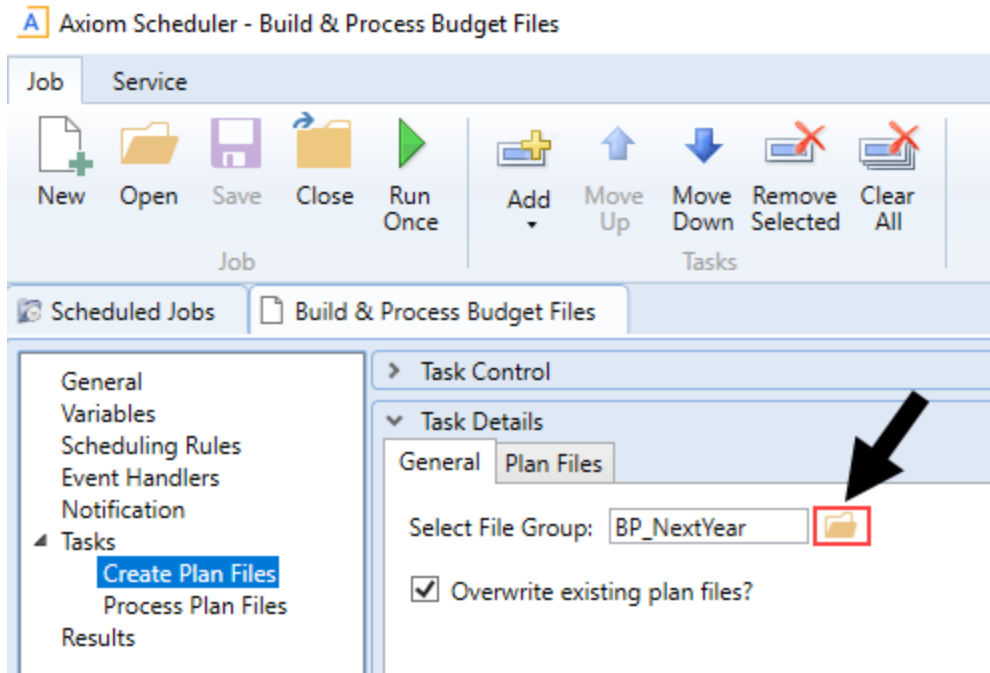 A Axiom Scheduler - Build & Process Budget Files
Job Service
New Open Save Close Run Once Add Move Up Move Down Remove Selected Clear All
Job Tasks
Scheduled Jobs Build & Process Budget Files
General
Variables
Scheduling Rules
Event Handlers
Notification
Tasks
Create Plan Files
Process Plan Files
Results
Task Control
Task Details
General Plan Files
Select File Group: BP_NextYear
Overwrite existing plan files?